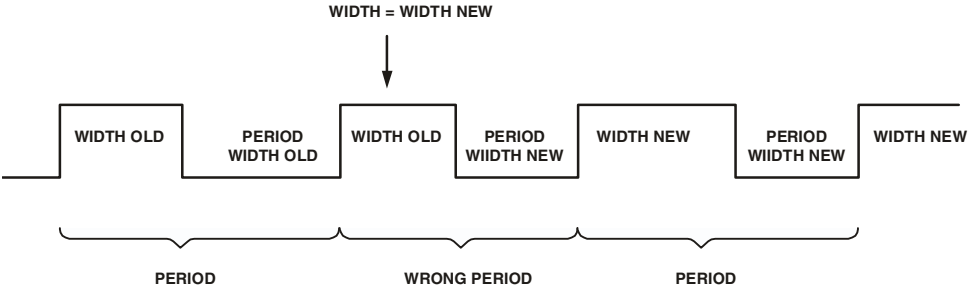 WIDTH = WIDTH NEW
WIDTH OLD
PERIOD
WIDTH OLD
WIDTH OLD
PERIOD
WIIDTH NEW
WIDTH NEW
PERIOD
WIIDTH NEW
WIDTH NEW
PERIOD
WRONG PERIOD
PERIOD